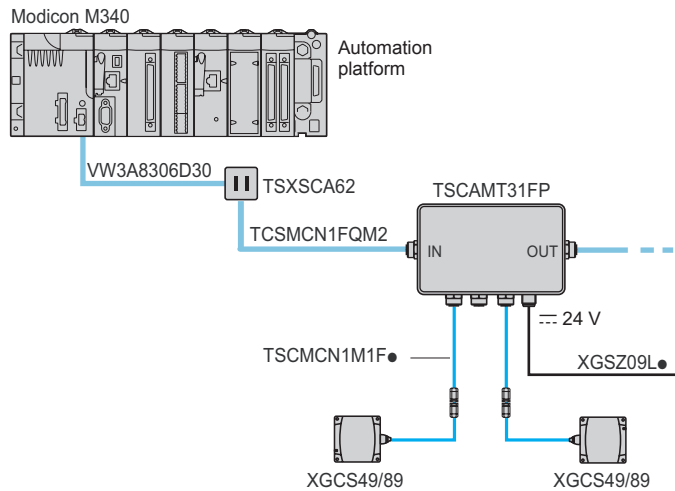 Modicon M340
Automation
platform
VW3A8306D30
TSXSCA62
TSCAMT31FP
TCSMCN1FQM2
IN
OUT
24 V
TSCMCN1M1F●
XGSZ09L●
XGCS49/89
XGCS49/89